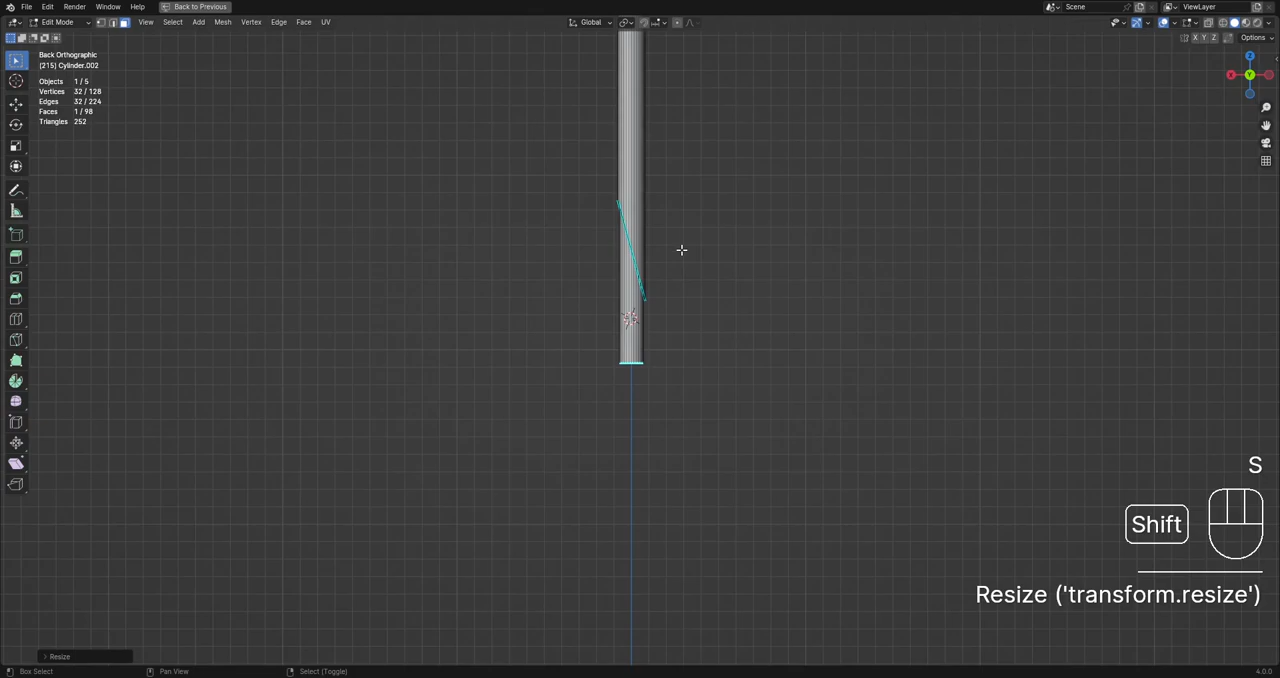 File Edit Render Window Help Back to Previous Scene ViewLayer
Edit Mode View Select Add Mesh Vertex Edge Face UV Global
X Y Z Options
Back Orthographic
(215) Cylinder.002
Objects 1 / 5
Vertices 32 / 128
Edges 32 / 224
Faces 1 / 98
Triangles 252
Z
X
Y
S
Shift
Resize ('transform.resize')
Resize
Box Select Pan View Select (Toggle) 4.0.0